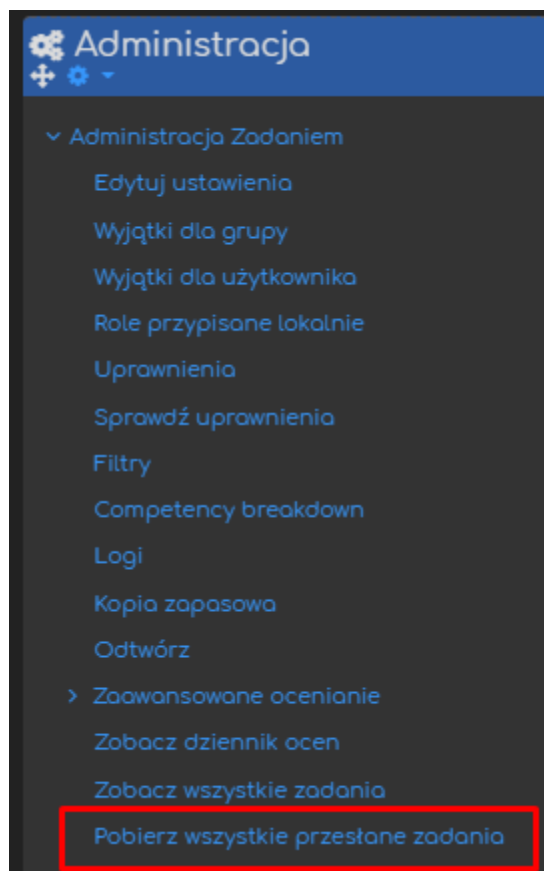 Administracja
Administracja Zadaniem
Edytuj ustawienia
Wyjątki dla grupy
Wyjątki dla użytkownika
Role przypisane lokalnie
Uprawnienia
Sprawdź uprawnienia
Filtry
Competency breakdown
Logi
Kopia zapasowa
Odtwórz
Zaawansowane ocenianie
Zobacz dziennik ocen
Zobacz wszystkie zadania
Pobierz wszystkie przesłane zadania